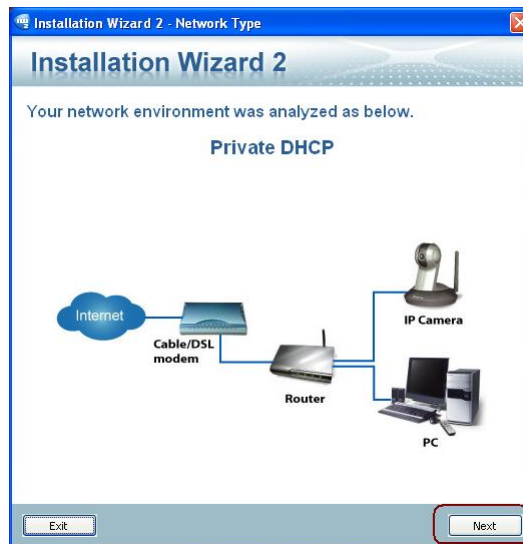 Installation Wizard 2 - Network Type
Installation Wizard 2
Your network environment was analyzed as below.
Private DHCP
Internet
Cable/DSL
modem
Router
IP Camera
PC
Exit
Next